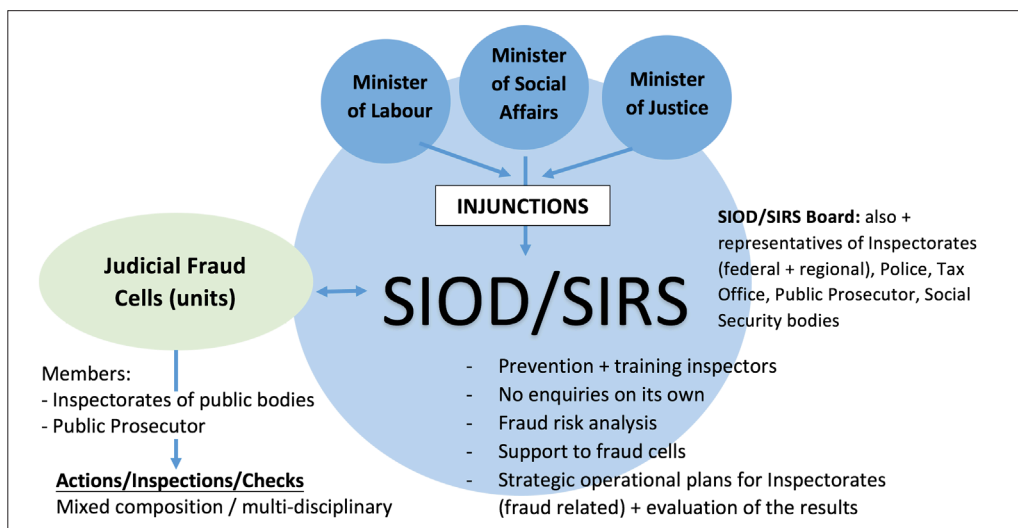 Minister
of Labour
Minister
of Social
Affairs
Minister
of Justice
INJUNCTIONS
SIOD/SIRS Board: also +
representatives of Inspectorates
(federal + regional), Police, Tax
Office, Public Prosecutor, Social
Security bodies
Judicial Fraud
Cells (units)
SIOD/SIRS
Members:
- Inspectorates of public bodies
- Public Prosecutor
Actions/Inspections/Checks
Mixed composition / multi-disciplinary
- Prevention + training inspectors
- No enquiries on its own
- Fraud risk analysis
- Support to fraud cells
- Strategic operational plans for Inspectorates
(fraud related) + evaluation of the results